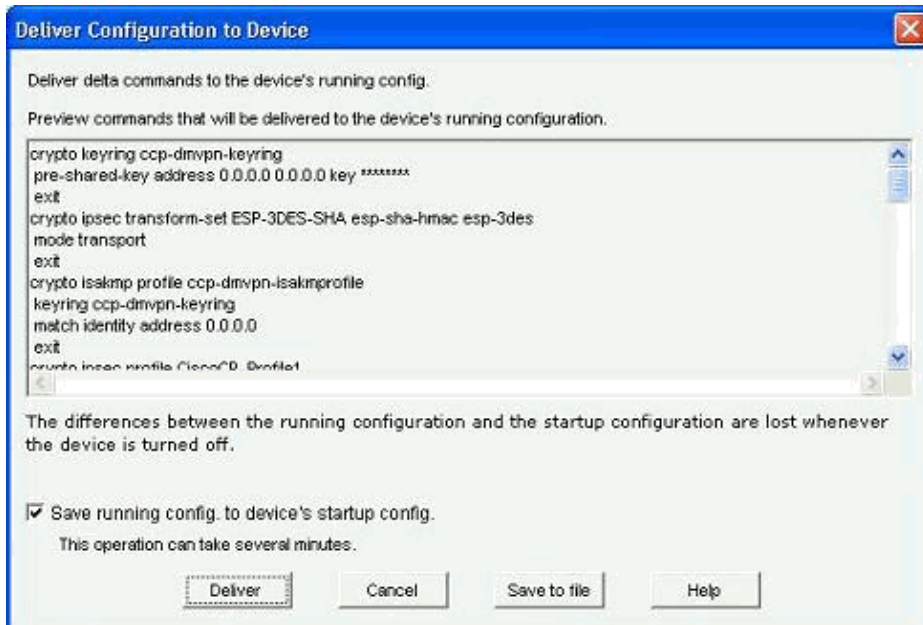 Deliver Configuration to Device
Deliver delta commands to the device's running config.
Preview commands that will be delivered to the device's running configuration.
crypto keyring ccp-dmvpn-keyring
pre-shared-key address 0.0.0.0 0.0.0.0 key ********
exit
crypto ipsec transform-set ESP-3DES-SHA esp-sha-hmac esp-3des
mode transport
exit
crypto isakmp profile ccp-dmvpn-isakmprofile
keyring ccp-dmvpn-keyring
match identity address 0.0.0.0
exit
crypto ipsec profile CiscoCP_Profile1
The differences between the running configuration and the startup configuration are lost whenever
the device is turned off.
Save running config. to device's startup config.
This operation can take several minutes.
Deliver
Cancel
Save to file
Help